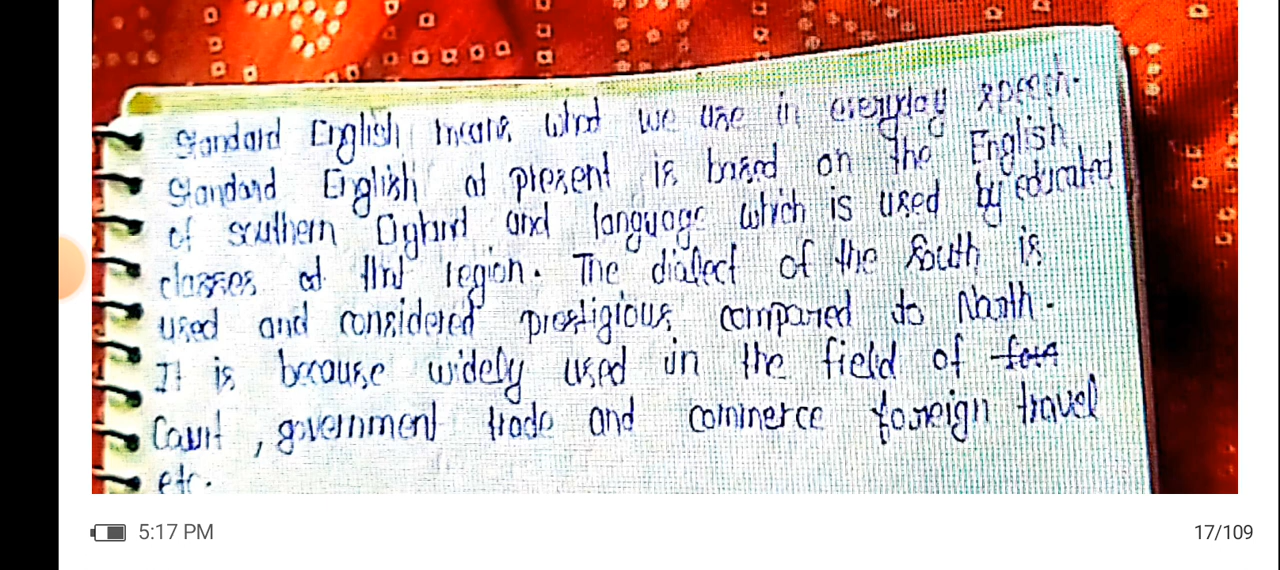 Standard English means what we use in everyday speech.
Standard English at present is based on the English
of southern England and language which is used by educated
classes at that region. The dialect of the South is
used and considered prestigious compared to North.
It is because widely used in the field of
Court, government trade and commerce foreign travel
etc.
5:17 PM
17/109